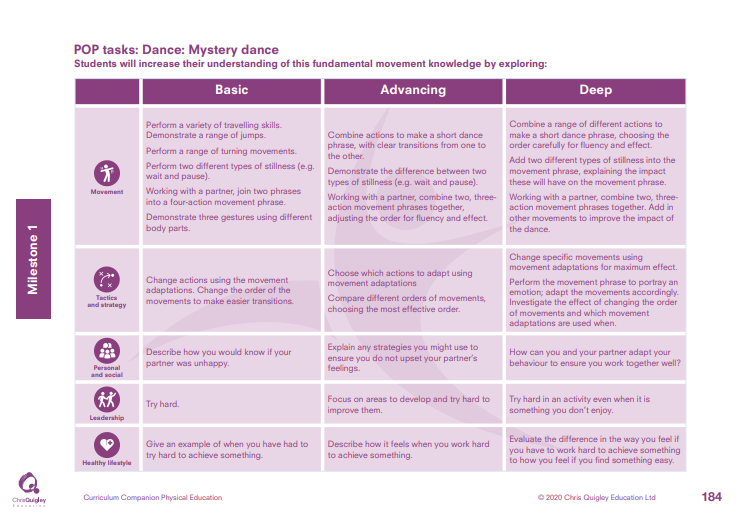 POP tasks: Dance: Mystery dance
Students will increase their understanding of this fundamental movement knowledge by exploring:
Basic
Advancing
Deep
Milestone 1
Movement
Perform a variety of travelling skills.
Demonstrate a range of jumps.
Perform a range of turning movements.
Perform two different types of stillness (e.g.
wait and pause).
Working with a partner, join two phrases
into a four-action movement phrase.
Demonstrate three gestures using different
body parts.
Combine actions to make a short dance
phrase, with clear transitions from one to
the other.
Demonstrate the difference between two
types of stillness (e.g. wait and pause).
Working with a partner, combine two, three-
action movement phrases together,
adjusting the order for fluency and effect.
Combine a range of different actions to
make a short dance phrase, choosing the
order carefully for fluency and effect.
Add two different types of stillness into the
movement phrase, explaining the impact
these will have on the movement phrase.
Working with a partner, combine two, three-
action movement phrases together. Add in
other movements to improve the impact of
the dance.
Tactics
and strategy
Change actions using the movement
adaptations. Change the order of the
movements to make easier transitions.
Choose which actions to adapt using
movement adaptations
Compare different orders of movements,
choosing the most effective order.
Change specific movements using
movement adaptations for maximum effect.
Perform the movement phrase to portray an
emotion; adapt the movements accordingly.
Investigate the effect of changing the order
of movements and which movement
adaptations are used when.
Personal
and social
Describe how you would know if your
partner was unhappy.
Explain any strategies you might use to
ensure you do not upset your partner's
feelings.
How can you and your partner adapt your
behaviour to ensure you work together well?
Leadership
Try hard.
Focus on areas to develop and try hard to
improve them.
Try hard in an activity even when it is
something you don't enjoy.
Healthy lifestyle
Give an example of when you have had to
try hard to achieve something.
Describe how it feels when you work hard
to achieve something.
Evaluate the difference in the way you feel if
you have to work hard to achieve something
to how you feel if you find something easy.
ChrisQuigley
Education
Curriculum Companion Physical Education
© 2020 Chris Quigley Education Ltd
184